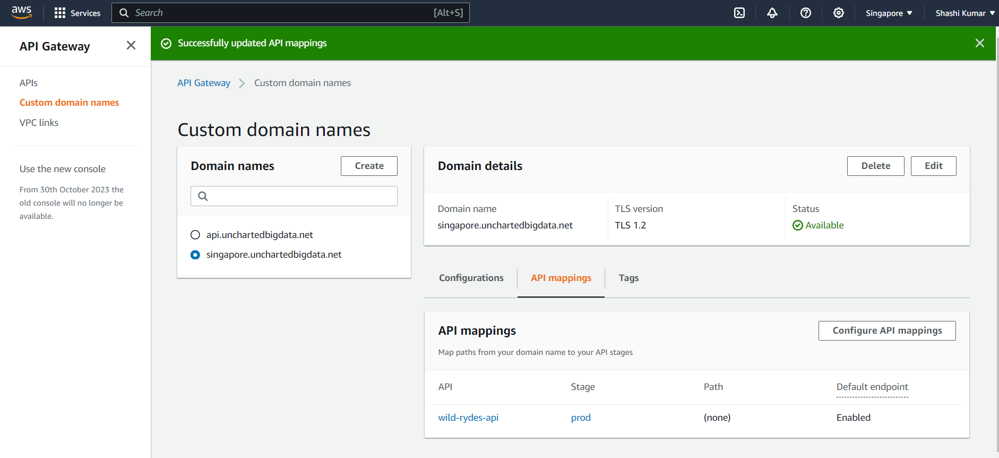 aws
Services
Search
[Alt+S]
Singapore
Shashi Kumar
API Gateway
APIs
Custom domain names
VPC links
Use the new console
From 30th October 2023 the
old console will no longer be
available.
Successfully updated API mappings
API Gateway
Custom domain names
Custom domain names
Domain names
Create
api.unchartedbigdata.net
singapore.unchartedbigdata.net
Domain details
Delete
Edit
Domain name
singapore.unchartedbigdata.net
TLS version
TLS 1.2
Status
Available
Configurations
API mappings
Tags
API mappings
Configure API mappings
Map paths from your domain name to your API stages
API Stage Path Default endpoint
wild-rydes-api prod (none) Enabled